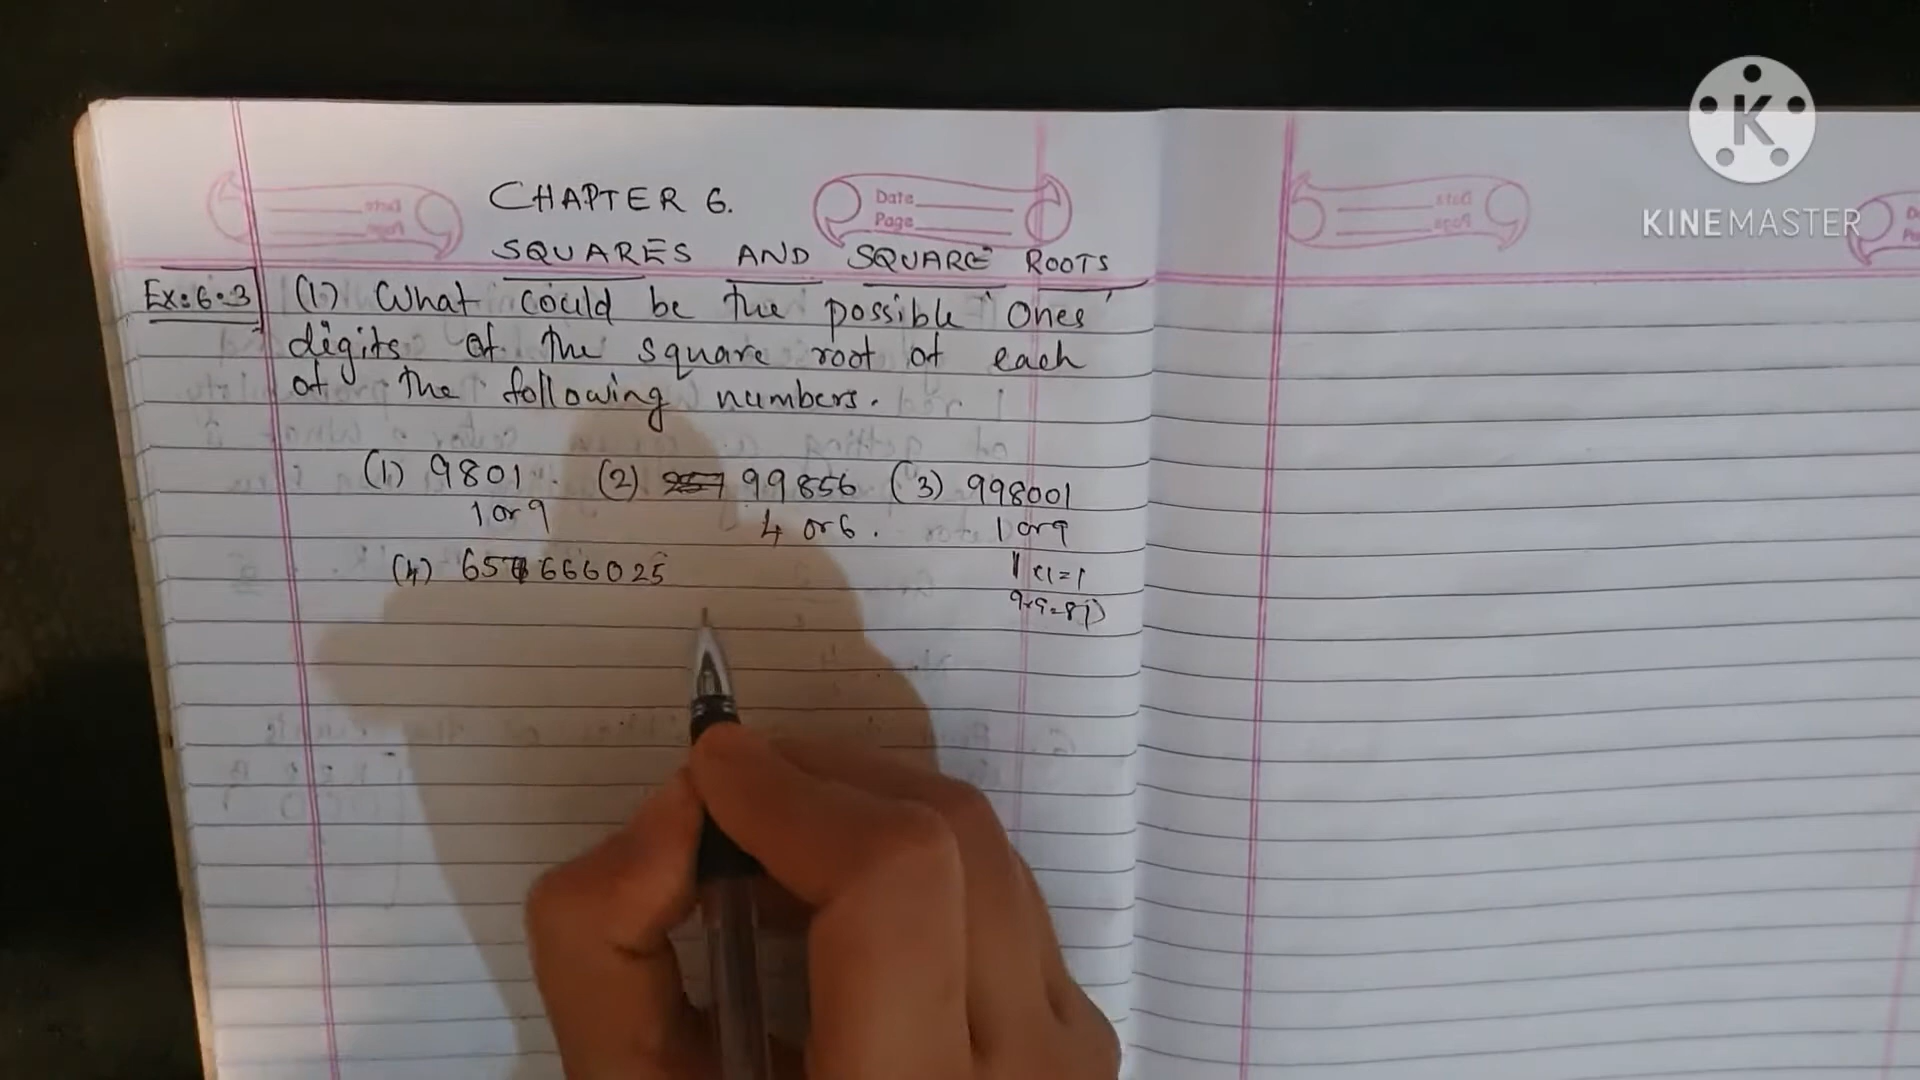 K
KINEMASTER
CHAPTER 6.
Date
Page
SQUARES AND SQUARE ROOTS
Ex: 6.3 (1.) What could be the possible 'Ones'
digits of the square root of each
of the following numbers.
(1) 9801. (2) 99856 (3) 998001
1 or 9 4 or 6. 1 or 9
(4) 657666025
1×1=1
9×9=81)